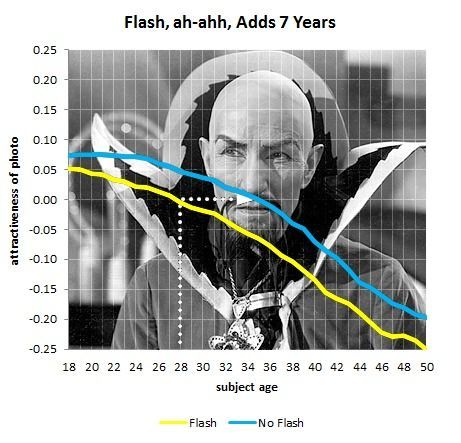 Flash, ah-ahh, Adds 7 Years
0.25
0.20
0.15
0.10
0.05
0.00
-0.05
-0.10
-0.15
-0.20
-0.25
attractiveness of photo
18 20 22 24 26 28 30 32 34 36 38 40 42 44 46 48 50
subject age
Flash No Flash